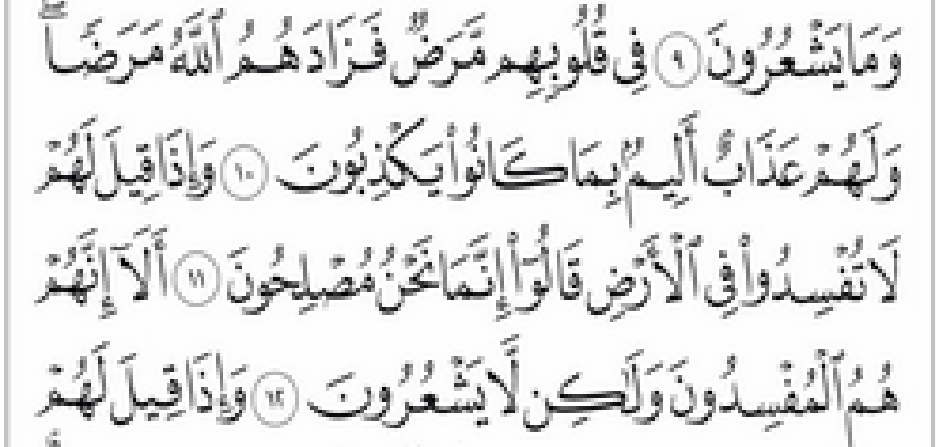 وَمَا يَشْعُرُونَ ٩ فِي قُلُوبِهِم مَّرَضٌ فَزَادَهُمُ ٱللَّهُ مَرَضًاۖ
وَلَهُمْ عَذَابٌ أَلِيمٌۢ بِمَا كَانُوا۟ يَكْذِبُونَ ١٠ وَإِذَا قِيلَ لَهُمْ
لَا تُفْسِدُوا۟ فِي ٱلْأَرْضِ قَالُوٓا۟ إِنَّمَا نَحْنُ مُصْلِحُونَ ١١ أَلَآ إِنَّهُمْ
هُمُ ٱلْمُفْسِدُونَ وَلَٰكِن لَّا يَشْعُرُونَ ١٢ وَإِذَا قِيلَ لَهُمْ